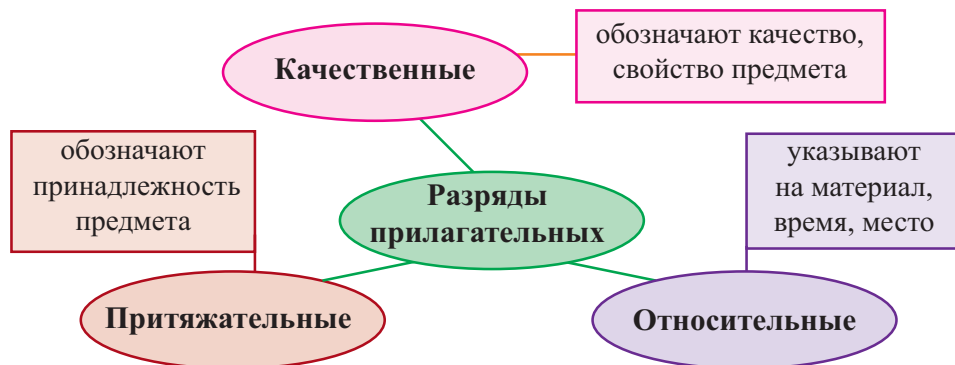 Качественные
обозначают качество,
свойство предмета
обозначают
принадлежность
предмета
Разряды
прилагательных
указывают
на материал,
время, место
Притяжательные
Относительные